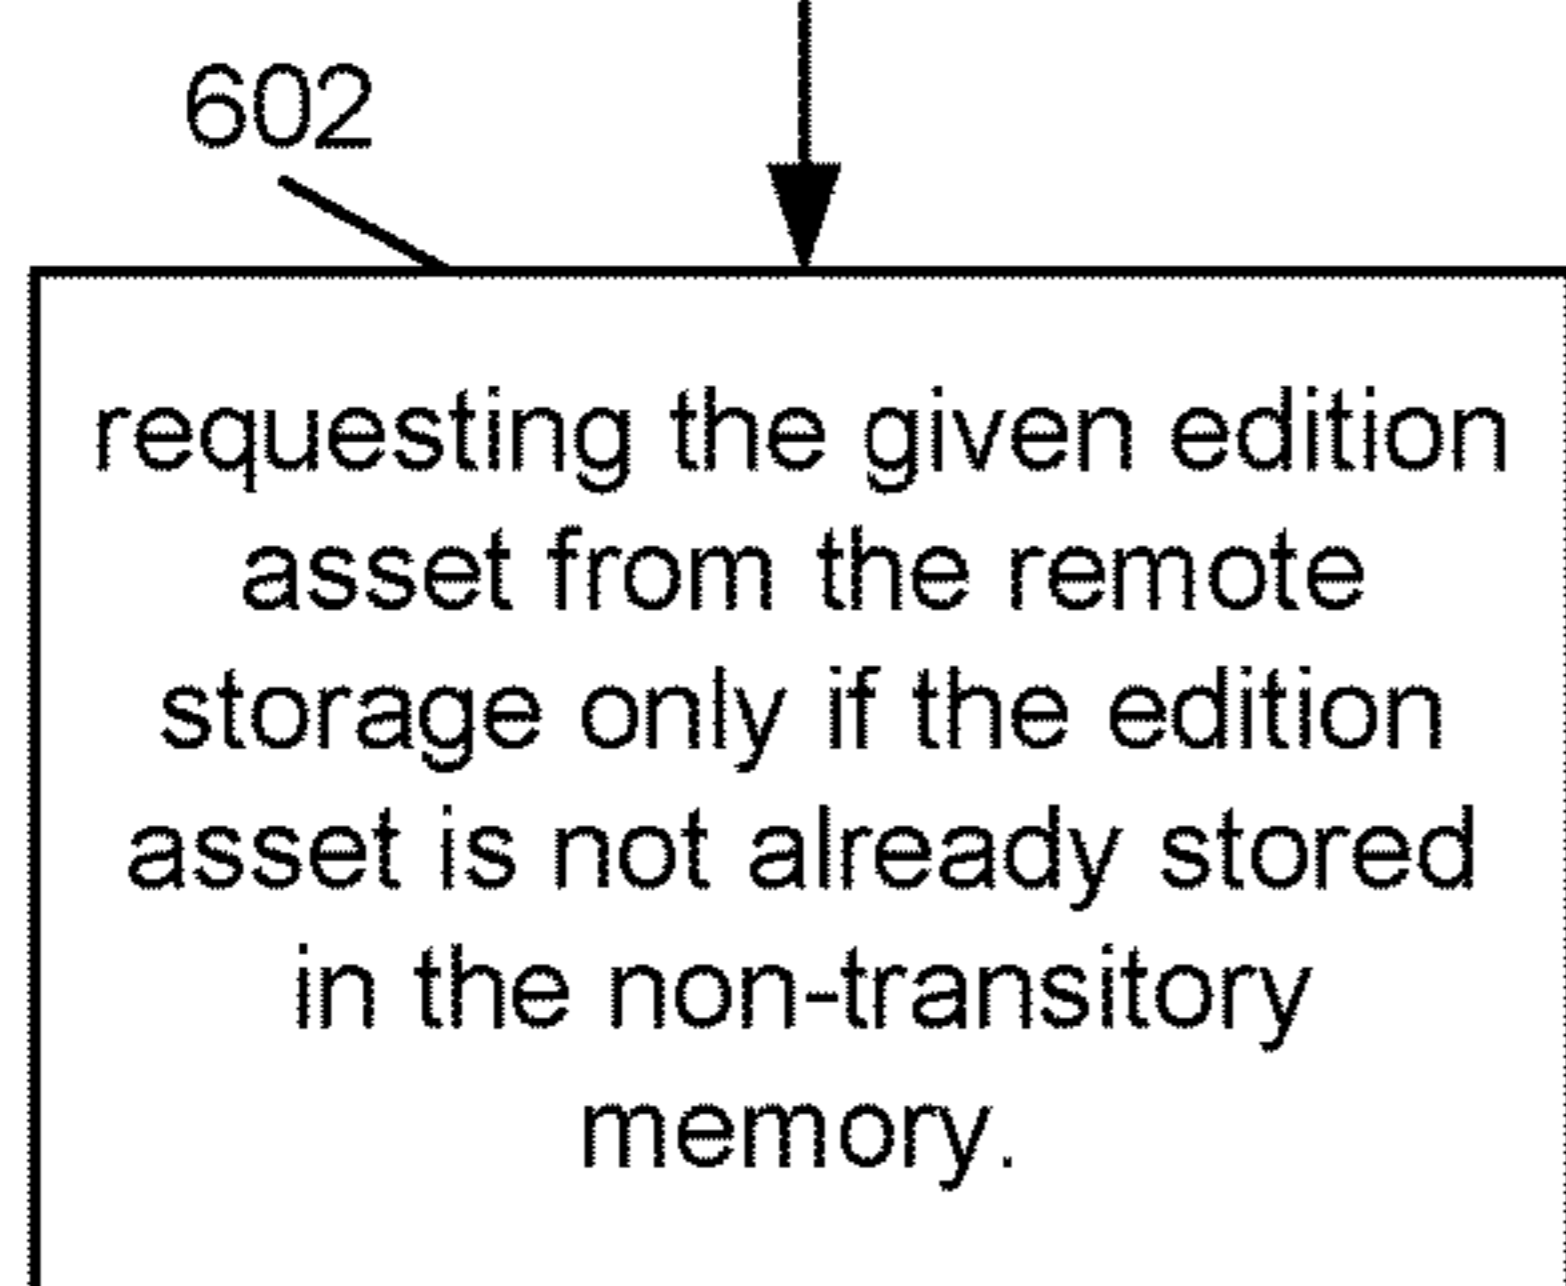 602
requesting the given edition
asset from the remote
storage only if the edition
asset is not already stored
in the non-transitory
memory.